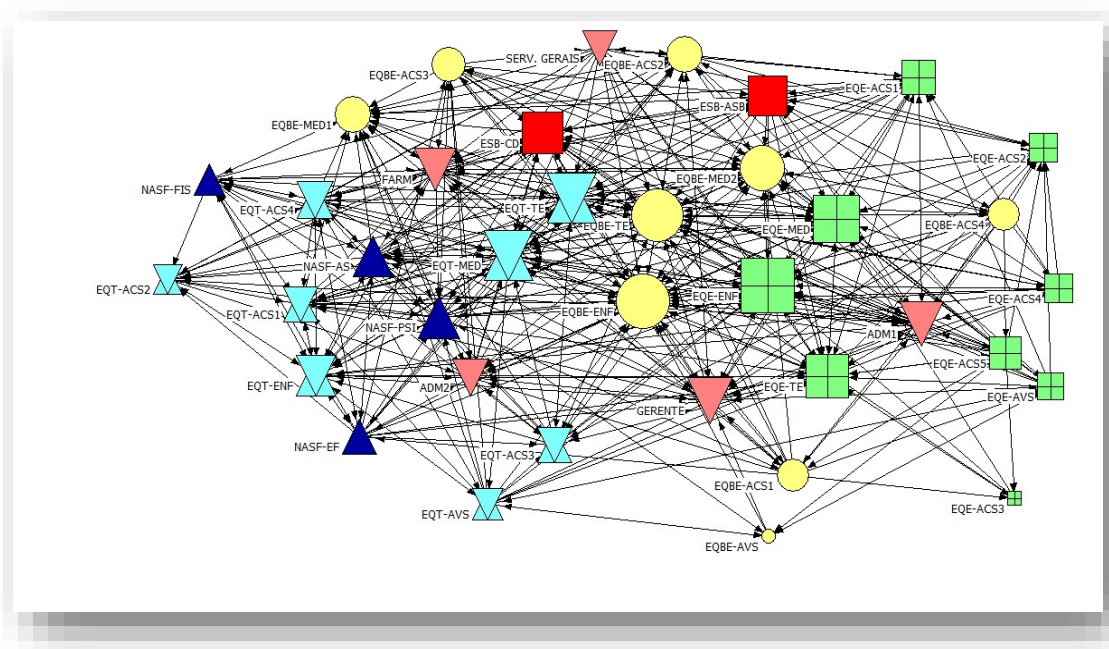 SERV. GERAIS
EQBE-ACS2
EQBE-ACS3
EQE-ACS1
ESB-ASB
EQBE-MED1
ESB-CD
EQE-ACS2
FARM
EQBE-MED2
NASF-FIS
EQT-ACS4
EQT-TE
EQBE-TE
EQE-MED
EQBE-ACS4
NASF-AS
EQT-MED
EQT-ACS2
EQE-ENF
EQE-ACS4
EQT-ACS1
EQBE-ENF
NASF-PSI
ADM1
EQE-ACS5
EQT-ENF
ADM2
EQE-TE
EQE-AVS
GERENTE
NASF-EF
EQT-ACS3
EQBE-ACS1
EQE-ACS3
EQT-AVS
EQBE-AVS